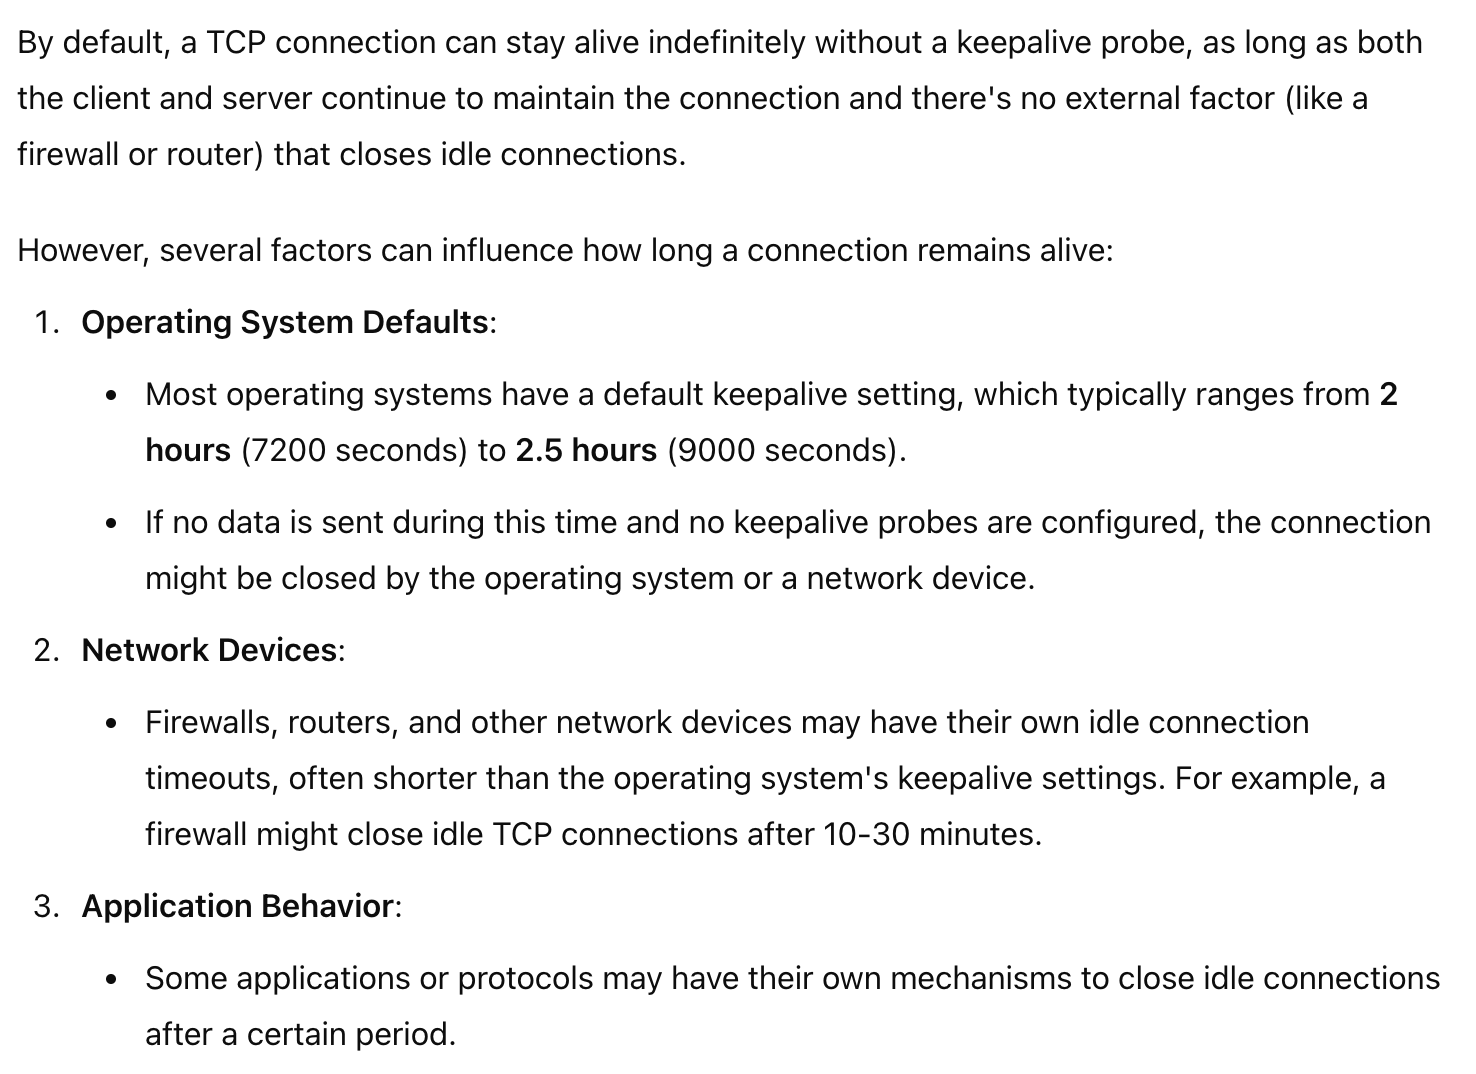 By default, a TCP connection can stay alive indefinitely without a keepalive probe, as long as both
the client and server continue to maintain the connection and there's no external factor (like a
firewall or router) that closes idle connections.
However, several factors can influence how long a connection remains alive:
1. Operating System Defaults:
• Most operating systems have a default keepalive setting, which typically ranges from 2
hours (7200 seconds) to 2.5 hours (9000 seconds).
• If no data is sent during this time and no keepalive probes are configured, the connection
might be closed by the operating system or a network device.
2. Network Devices:
• Firewalls, routers, and other network devices may have their own idle connection
timeouts, often shorter than the operating system's keepalive settings. For example, a
firewall might close idle TCP connections after 10-30 minutes.
3. Application Behavior:
• Some applications or protocols may have their own mechanisms to close idle connections
after a certain period.